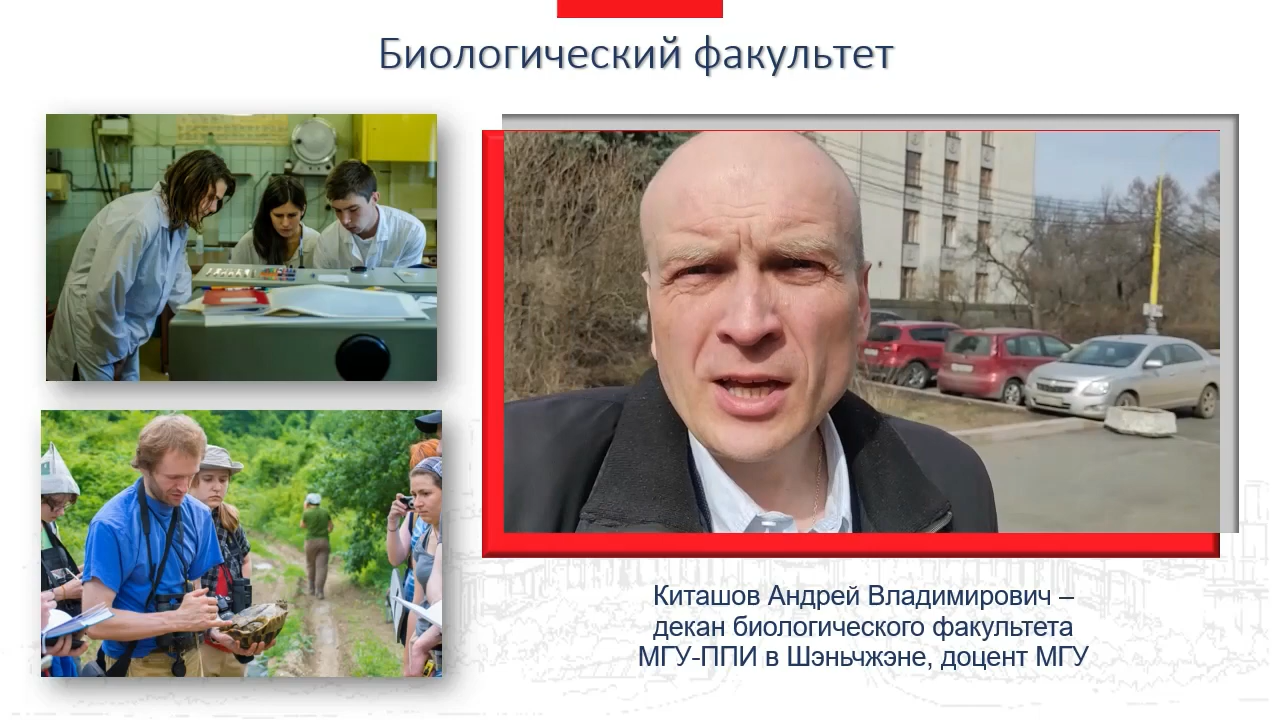 Биологический факультет
Киташов Андрей Владимирович –
декан биологического факультета
МГУ-ППИ в Шэньчжэне, доцент МГУ